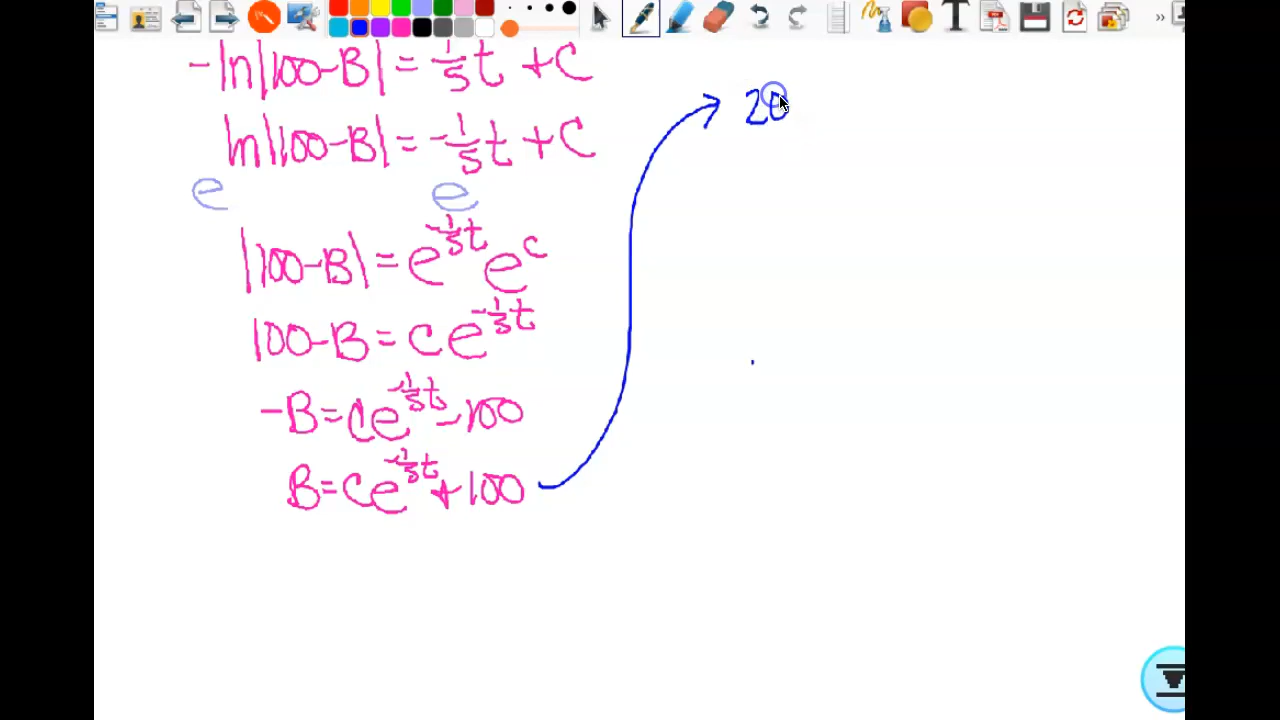 -ln|100-B| = 1/5 t + C
ln|100-B| = -1/5 t + C
e e
|100-B| = e^(-1/5 t) e^c
100-B = Ce^(-1/5 t)
-B = Ce^(-1/5 t) - 100
B = Ce^(-1/5 t) + 100
20